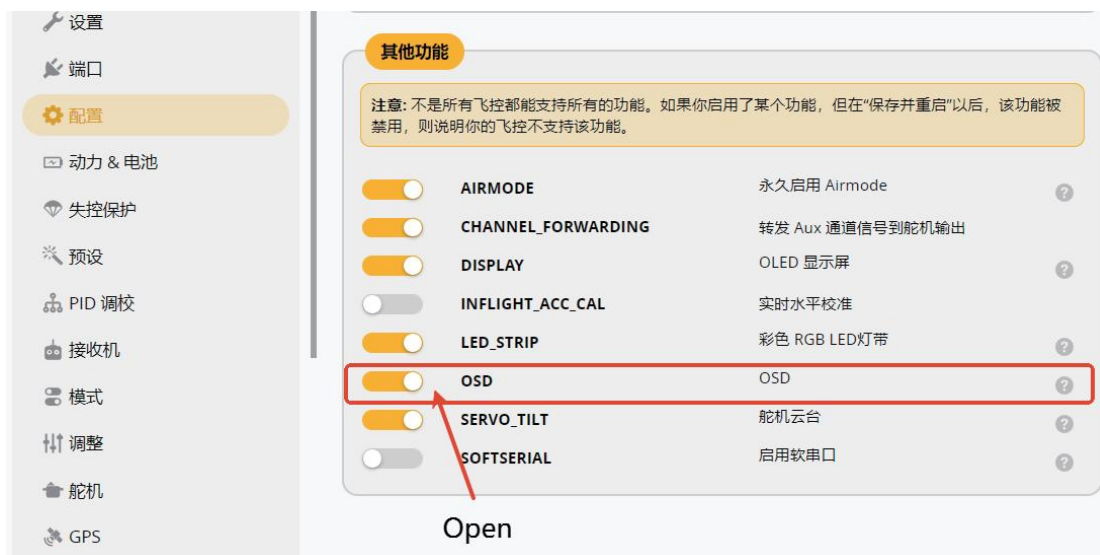 设置
端口
配置
动力 & 电池
失控保护
预设
PID 调校
接收机
模式
调整
舵机
GPS
其他功能
注意: 不是所有飞控都能支持所有的功能。如果你启用了某个功能，但在“保存并重启”以后，该功能被
禁用，则说明你的飞控不支持该功能。
AIRMODE 永久启用 Airmode
CHANNEL_FORWARDING 转发 Aux 通道信号到舵机输出
DISPLAY OLED 显示屏
INFLIGHT_ACC_CAL 实时水平校准
LED_STRIP 彩色 RGB LED灯带
OSD OSD
SERVO_TILT 舵机云台
SOFTSERIAL 启用软串口
Open